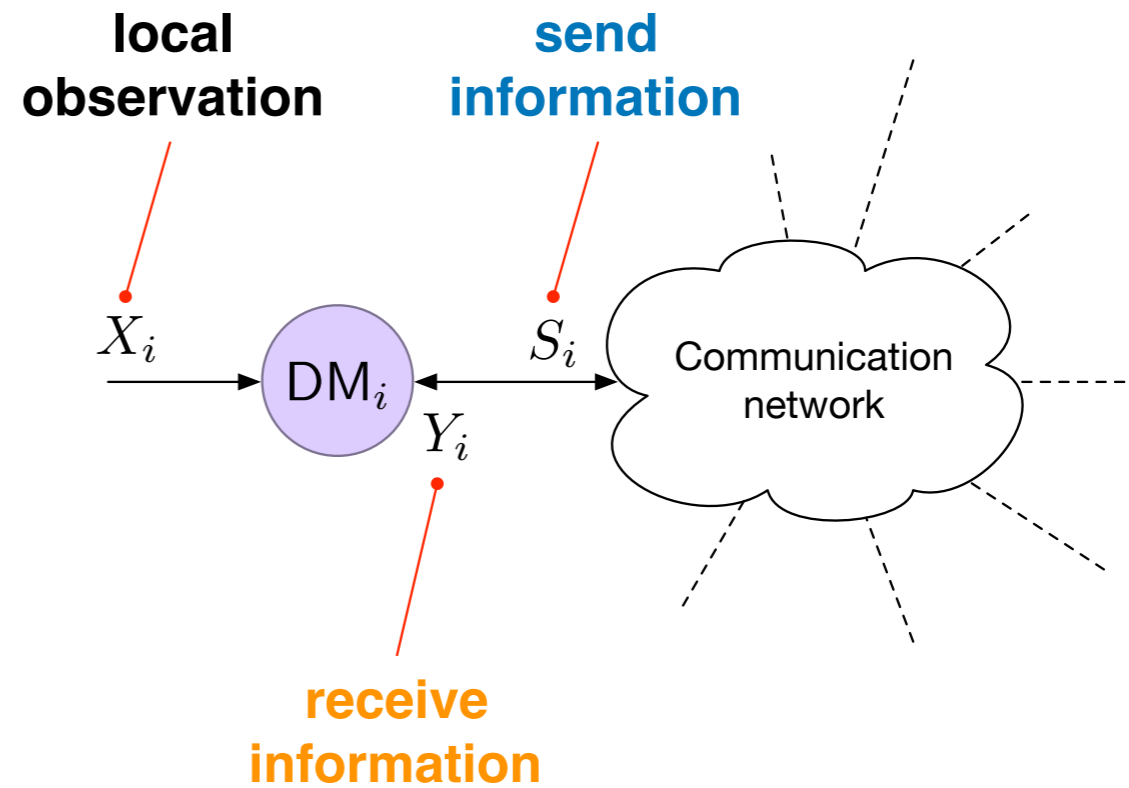 local
observation
send
information
X_i
DM_i
S_i
Y_i
Communication
network
receive
information